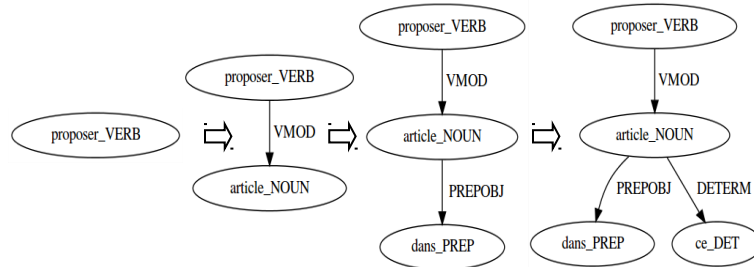 proposer_VERB
proposer_VERB
VMOD
article_NOUN
proposer_VERB
VMOD
article_NOUN
PREPOBJ
dans_PREP
proposer_VERB
VMOD
article_NOUN
PREPOBJ
DETERM
dans_PREP
ce_DET